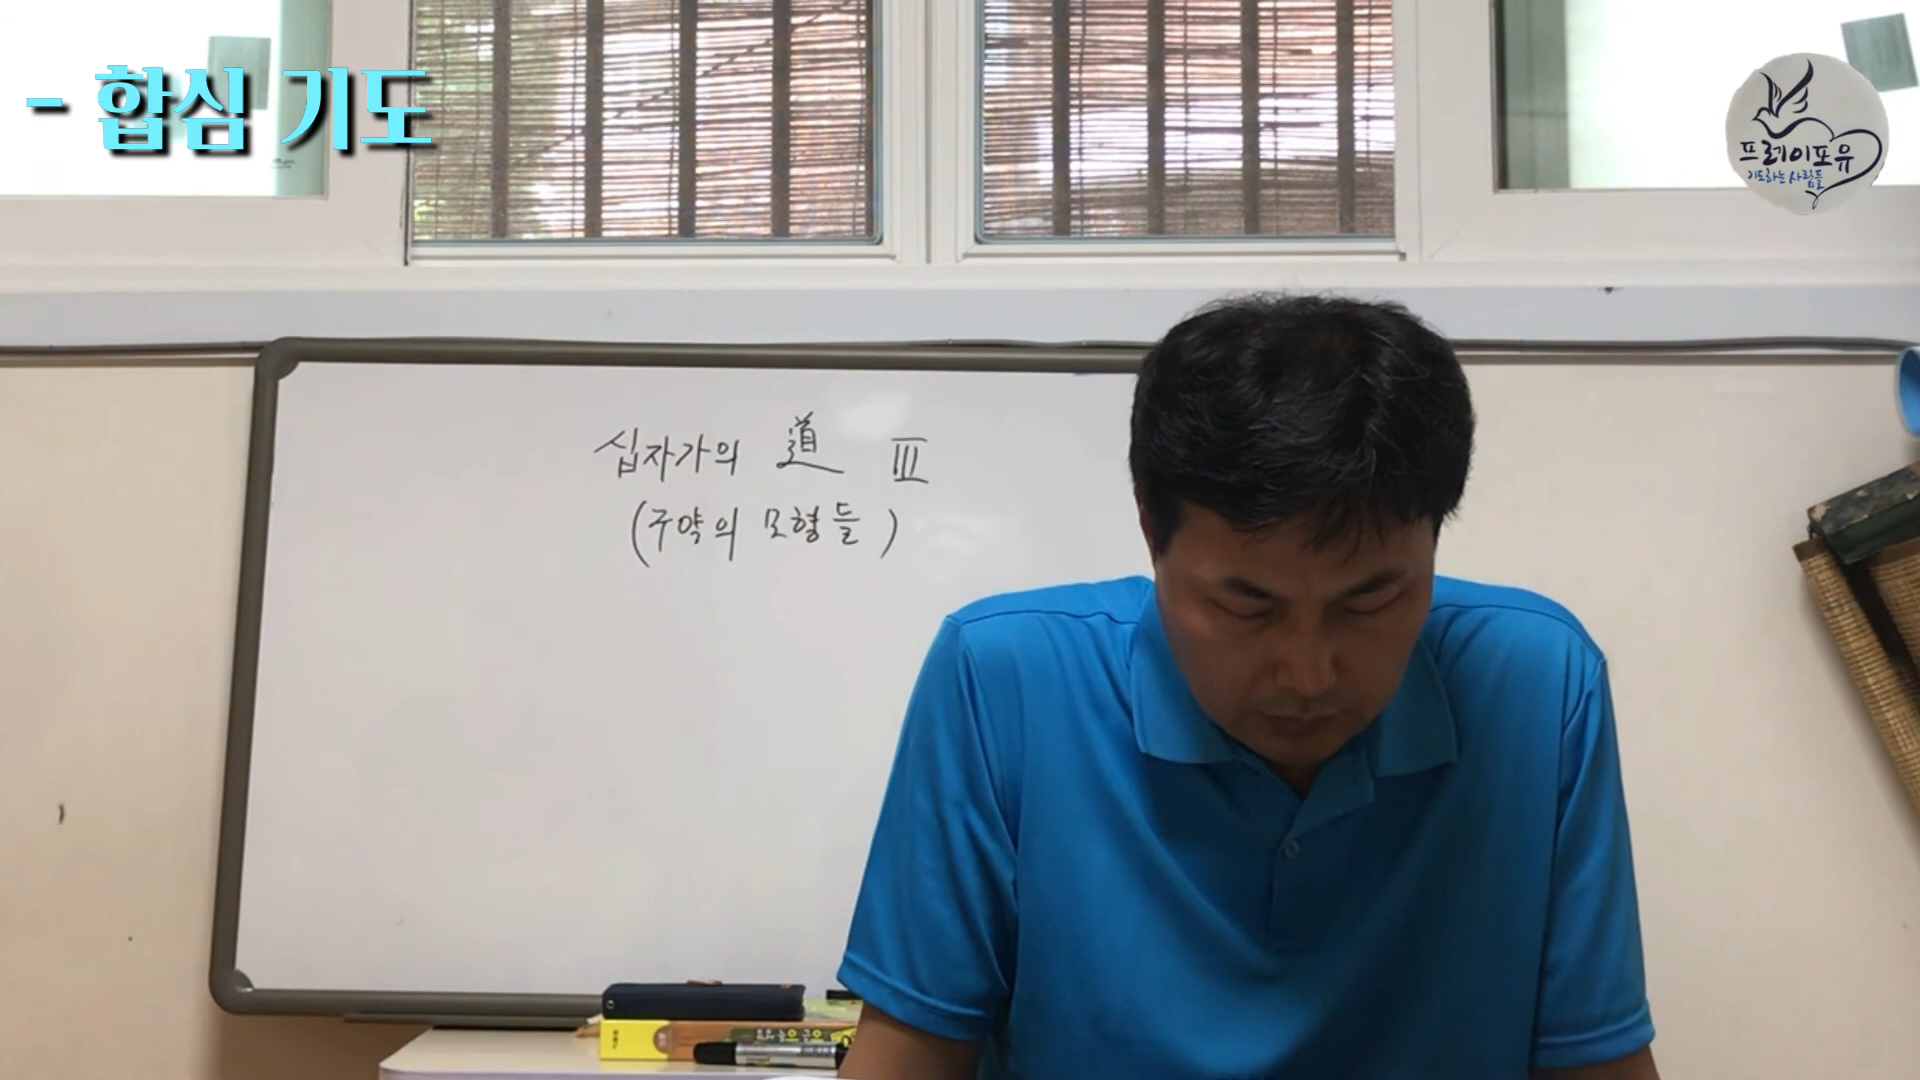 - 합심 기도
프레이포유
기도하는 사람들
십자가의 道 Ⅲ
(구약의 모형들)